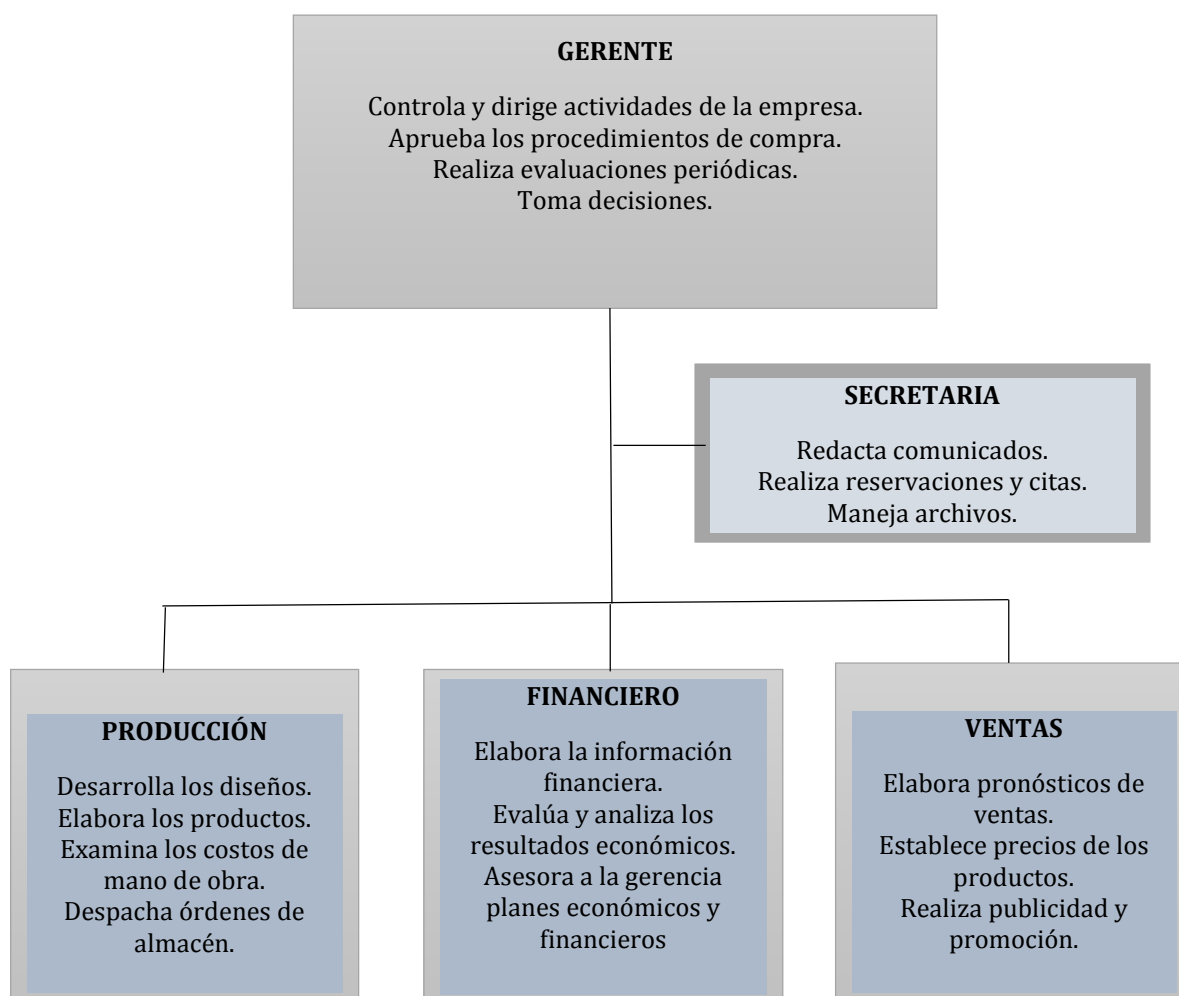 GERENTE
Controla y dirige actividades de la empresa.
Aprueba los procedimientos de compra.
Realiza evaluaciones periódicas.
Toma decisiones.
SECRETARIA
Redacta comunicados.
Realiza reservaciones y citas.
Maneja archivos.
PRODUCCIÓN
Desarrolla los diseños.
Elabora los productos.
Examina los costos de
mano de obra.
Despacha órdenes de
almacén.
FINANCIERO
Elabora la información
financiera.
Evalúa y analiza los
resultados económicos.
Asesora a la gerencia
planes económicos y
financieros
VENTAS
Elabora pronósticos de
ventas.
Establece precios de los
productos.
Realiza publicidad y
promoción.